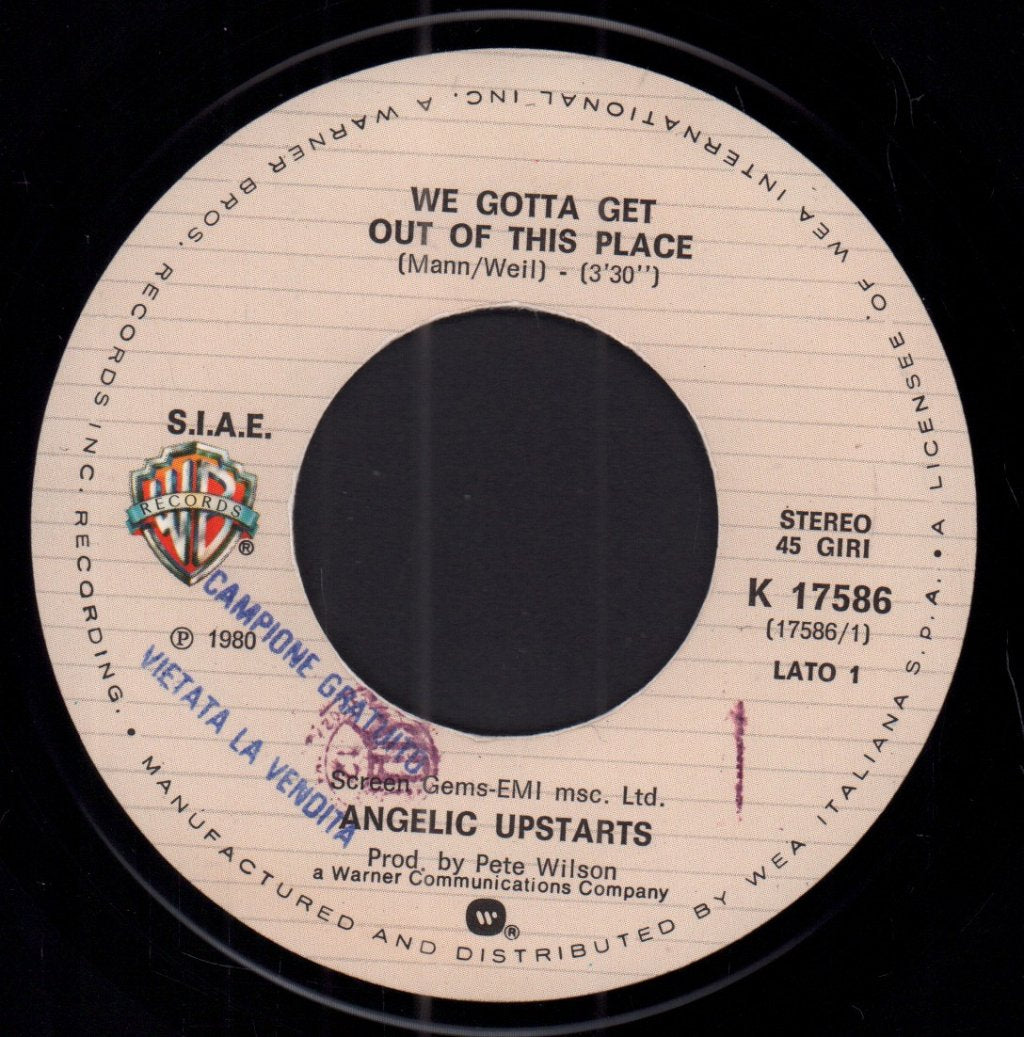 WE GOTTA GET
OUT OF THIS PLACE
(Mann/Weil) - (3'30'')
S.I.A.E.
WB
RECORDS
®
STEREO
45 GIRI
K 17586
(17586/1)
LATO 1
Ⓟ 1980
CAMPIONE GRATUITO
VIETATA LA VENDITA
Screen Gems-EMI msc. Ltd.
ANGELIC UPSTARTS
Prod. by Pete Wilson
a Warner Communications Company
®
A WARNER BROS. RECORDS INC. RECORDING. • MANUFACTURED AND DISTRIBUTED BY WEA ITALIANA S.P.A. • A LICENSEE OF WEA INTERNATIONAL INC.